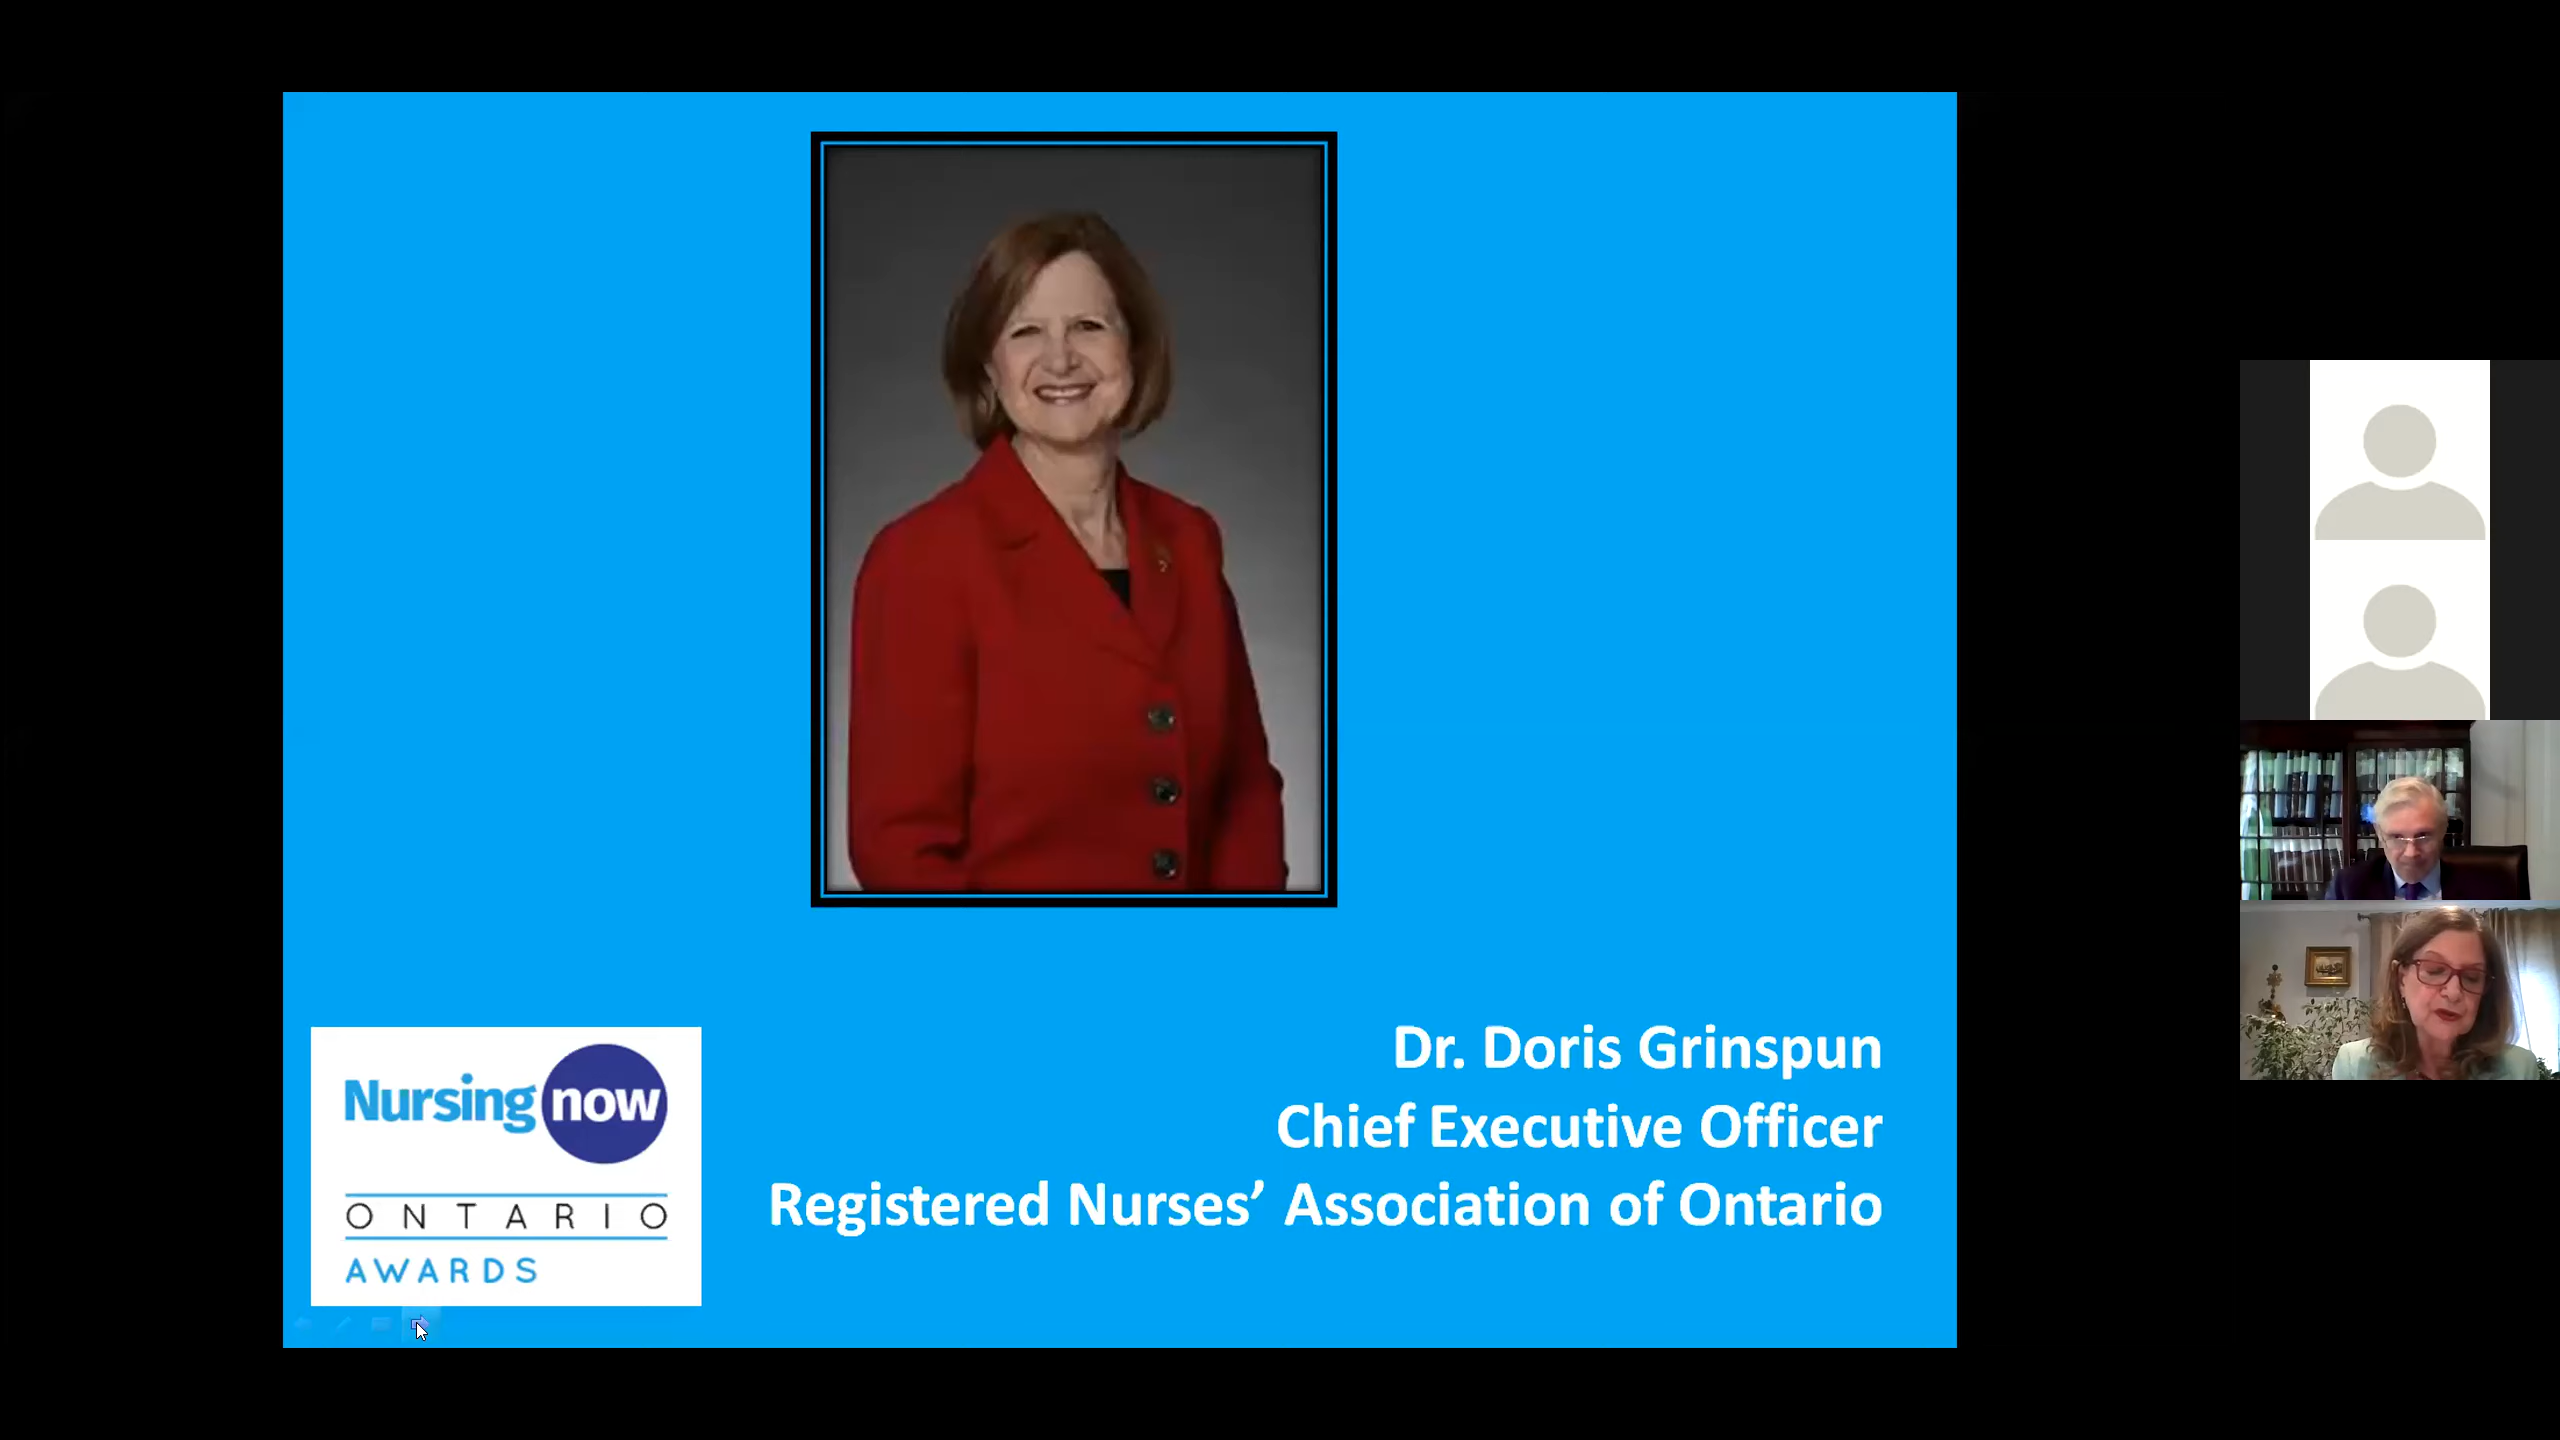 Dr. Doris Grinspun
Chief Executive Officer
Registered Nurses’ Association of Ontario
Nursing now
ONTARIO
AWARDS